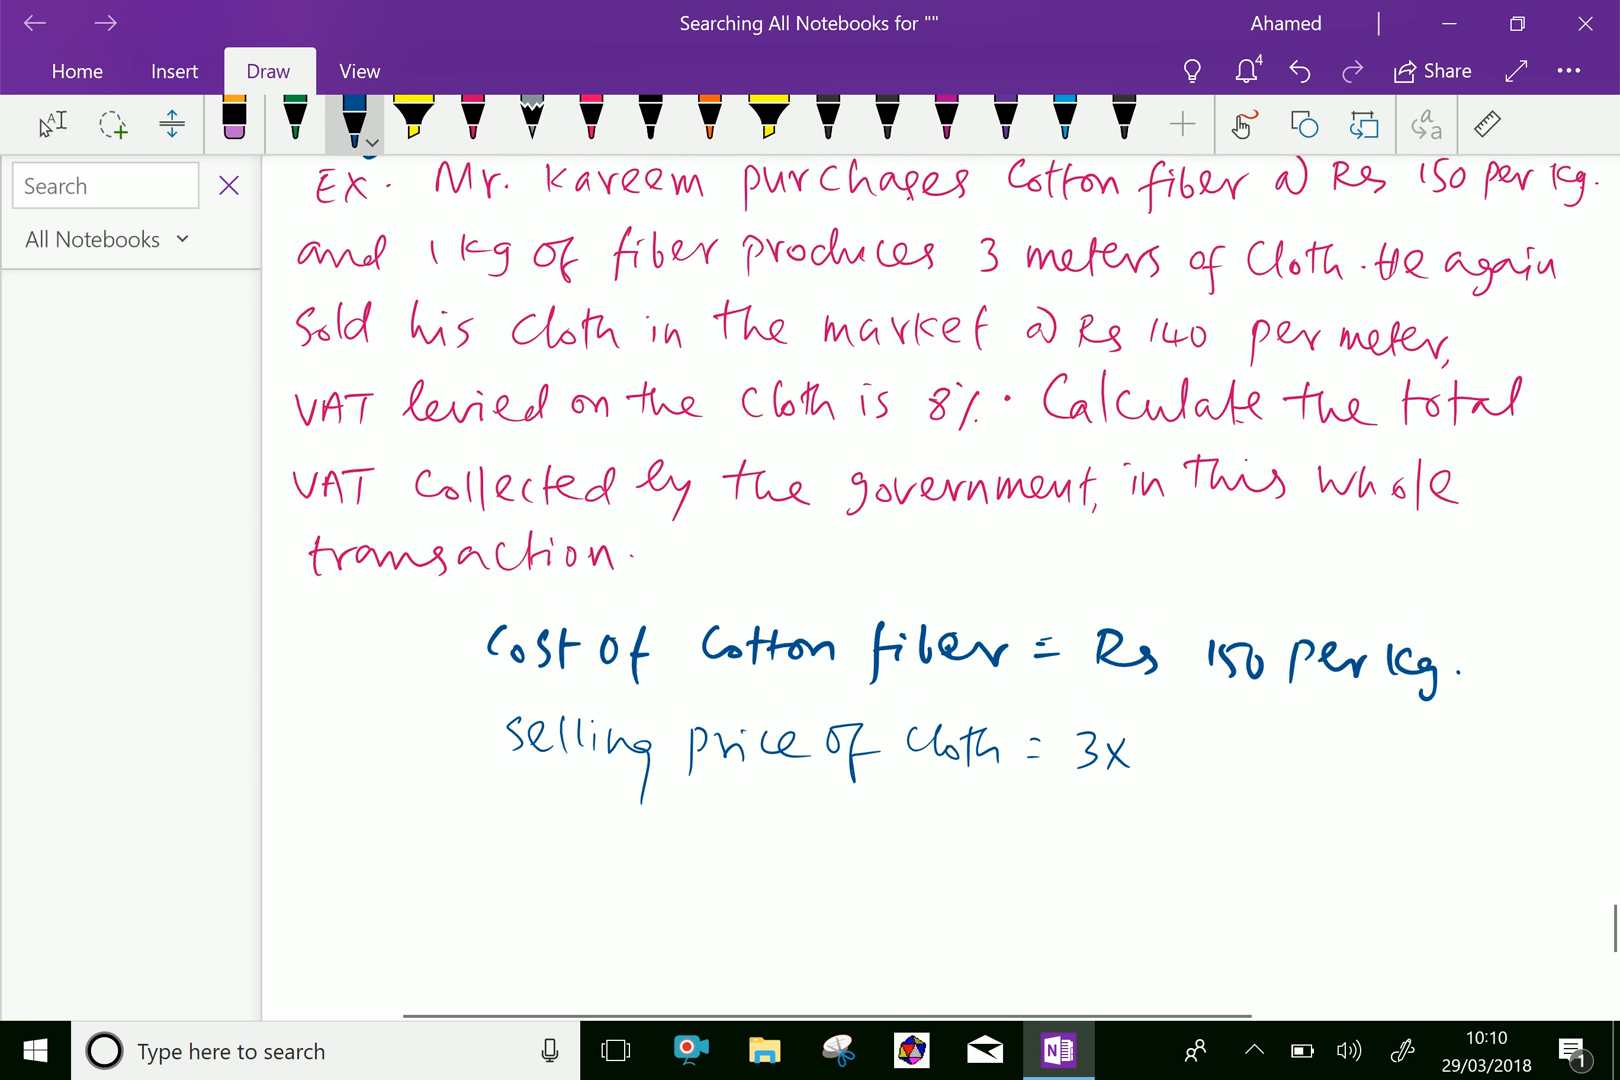 Searching All Notebooks for ""
Ahamed
Home Insert Draw View
4
Share
Search
All Notebooks
Ex. Mr. Kareem purchases Cotton fiber @ Rs 150 per kg.
and 1 kg of fiber produces 3 meters of Cloth. He again
Sold his cloth in the market @ Rs 140 per meter,
VAT levied on the cloth is 8%. Calculate the total
VAT collected by the government, in this whole
transaction.
Cost of Cotton fiber = Rs 150 per kg.
Selling price of cloth = 3x
Type here to search
10:10
29/03/2018
1